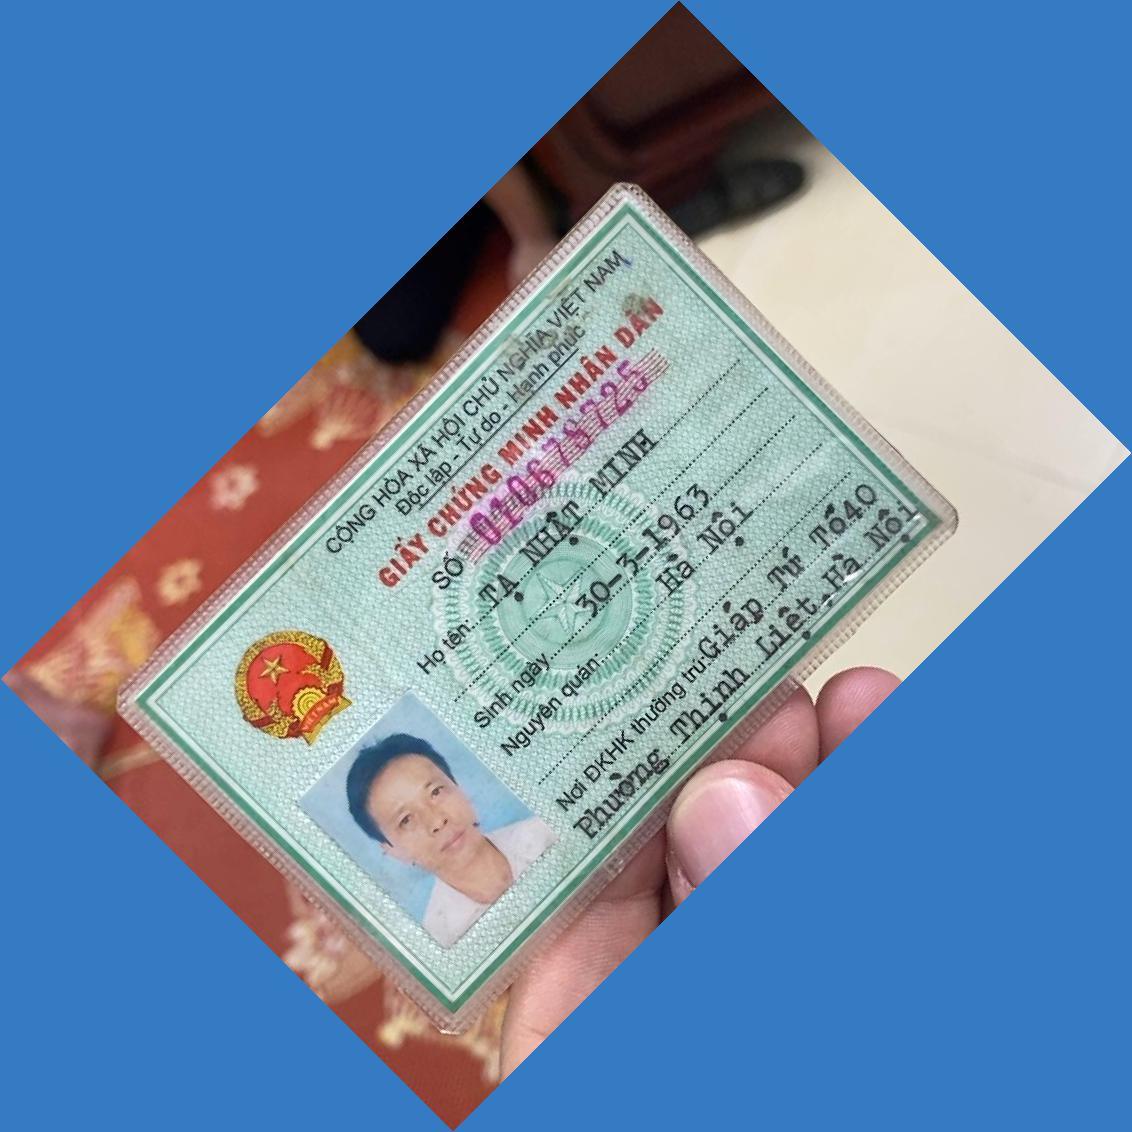 CỘNG HÒA XÃ HỘI CHỦ NGHĨA VIỆT NAM
Độc lập - Tự do - Hạnh phúc
GIẤY CHỨNG MINH NHÂN DÂN
SỐ 010678725
Họ tên: TẠ NHẬT MINH
Sinh ngày 30-3-1963
Nguyên quán Hà Nội
Nơi ĐKHK thường trú: Giáp Tứ Tổ40
Phường Thịnh Liệt, Hà Nội